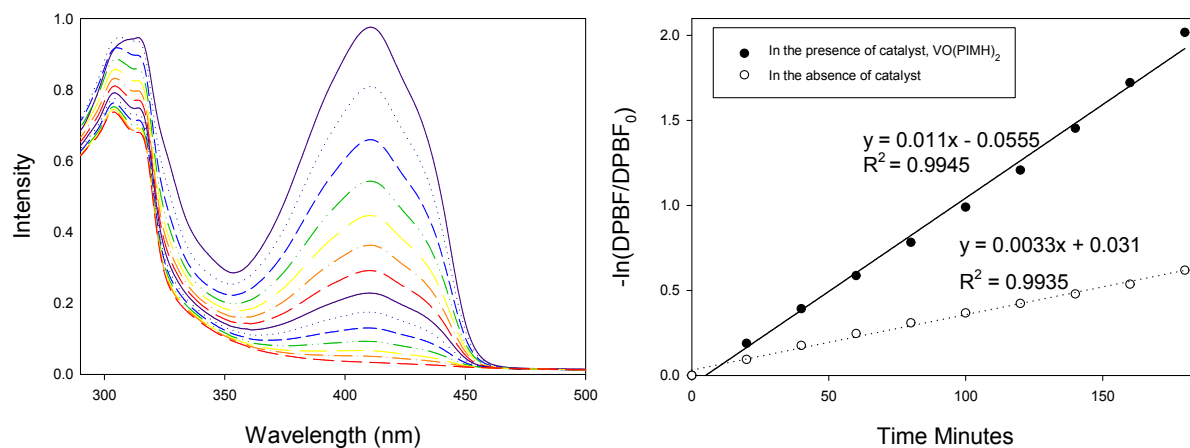 1.0
0.8
0.6
0.4
0.2
0.0
Intensity
300
350
400
450
500
Wavelength (nm)
2.0
1.5
1.0
0.5
0.0
-ln(DPBF/DPBF₀)
In the presence of catalyst, VO(PIMH)₂
In the absence of catalyst
y = 0.011x - 0.0555
R² = 0.9945
y = 0.0033x + 0.031
R² = 0.9935
0
50
100
150
Time Minutes